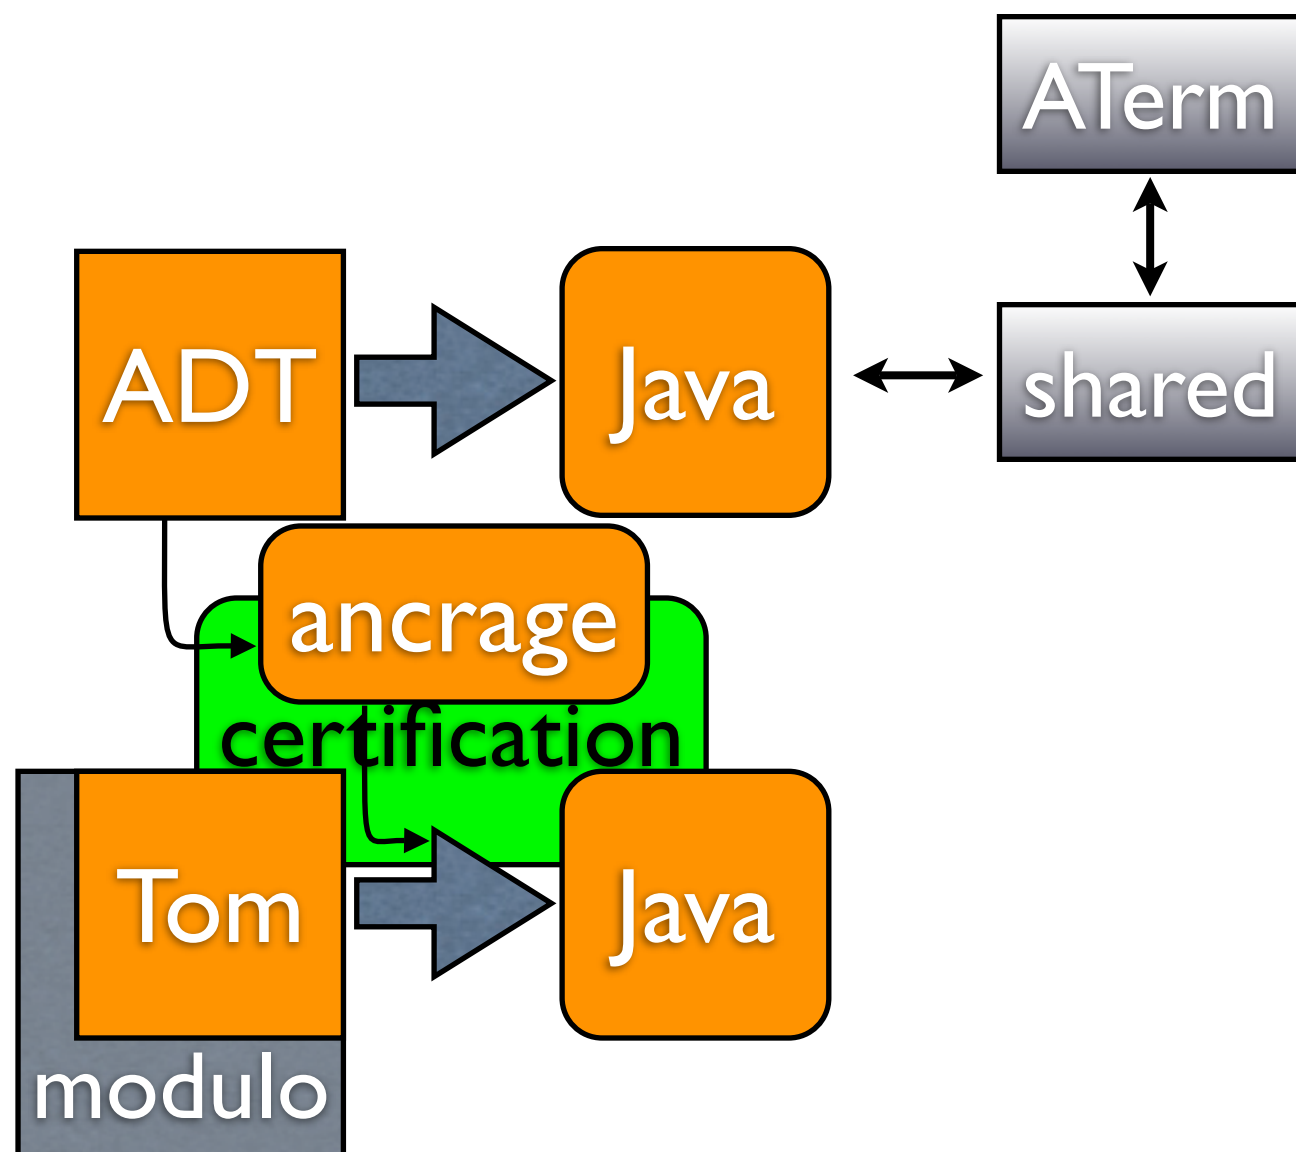 ATerm
ADT
Java
shared
ancrage
certification
Tom
Java
modulo